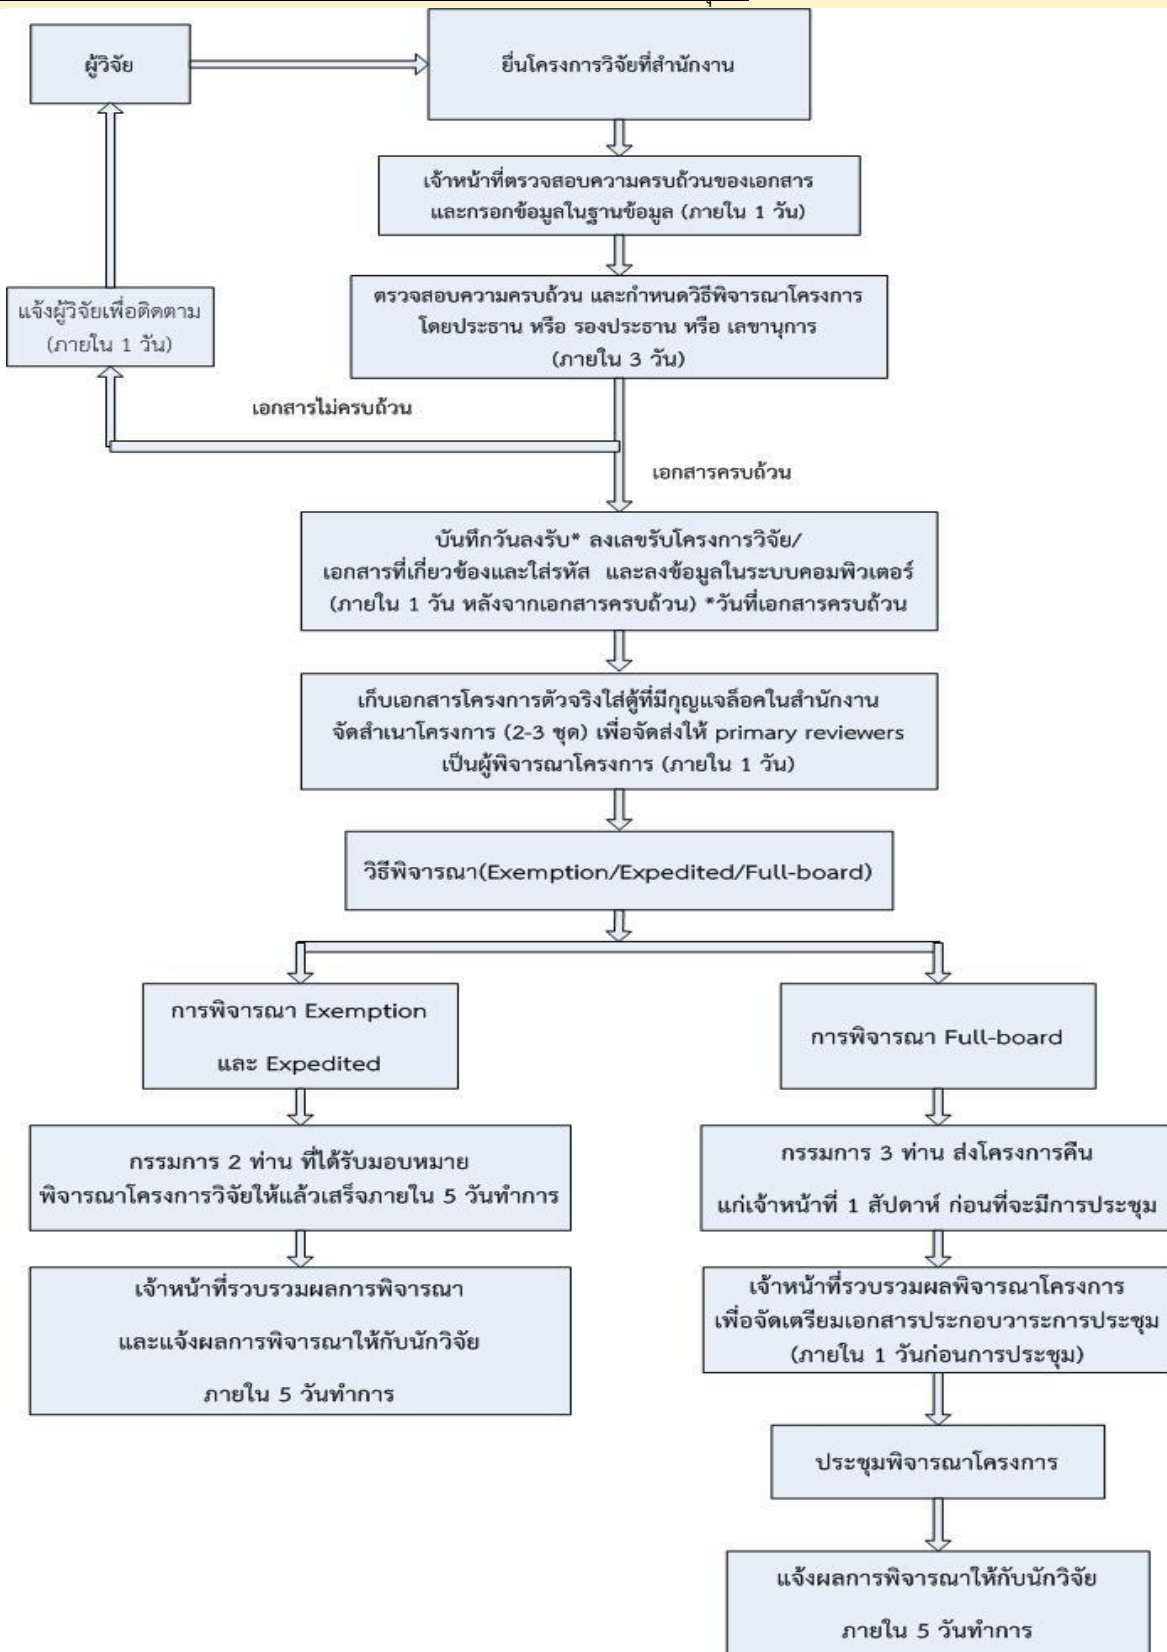 ผู้วิจัย
ยื่นโครงการวิจัยที่สำนักงาน
เจ้าหน้าที่ตรวจสอบความครบถ้วนของเอกสาร
และกรอกข้อมูลในฐานข้อมูล (ภายใน 1 วัน)
แจ้งผู้วิจัยเพื่อติดตาม
(ภายใน 1 วัน)
ตรวจสอบความครบถ้วน และกำหนดวิธีพิจารณาโครงการ
โดยประธาน หรือ รองประธาน หรือ เลขานุการ
(ภายใน 3 วัน)
เอกสารไม่ครบถ้วน
เอกสารครบถ้วน
บันทึกวันลงรับ* ลงเลขรับโครงการวิจัย/
เอกสารที่เกี่ยวข้องและใส่รหัส และลงข้อมูลในระบบคอมพิวเตอร์
(ภายใน 1 วัน หลังจากเอกสารครบถ้วน) *วันที่เอกสารครบถ้วน
เก็บเอกสารโครงการตัวจริงใส่ตู้ที่มีกุญแจล็อคในสำนักงาน
จัดสำเนาโครงการ (2-3 ชุด) เพื่อจัดส่งให้ primary reviewers
เป็นผู้พิจารณาโครงการ (ภายใน 1 วัน)
วิธีพิจารณา(Exemption/Expedited/Full-board)
การพิจารณา Exemption
และ Expedited
การพิจารณา Full-board
กรรมการ 2 ท่าน ที่ได้รับมอบหมาย
พิจารณาโครงการวิจัยให้แล้วเสร็จภายใน 5 วันทำการ
กรรมการ 3 ท่าน ส่งโครงการคืน
แก่เจ้าหน้าที่ 1 สัปดาห์ ก่อนที่จะมีการประชุม
เจ้าหน้าที่รวบรวมผลการพิจารณา
และแจ้งผลการพิจารณาให้กับนักวิจัย
ภายใน 5 วันทำการ
เจ้าหน้าที่รวบรวมผลพิจารณาโครงการ
เพื่อจัดเตรียมเอกสารประกอบวาระการประชุม
(ภายใน 1 วันก่อนการประชุม)
ประชุมพิจารณาโครงการ
แจ้งผลการพิจารณาให้กับนักวิจัย
ภายใน 5 วันทำการ